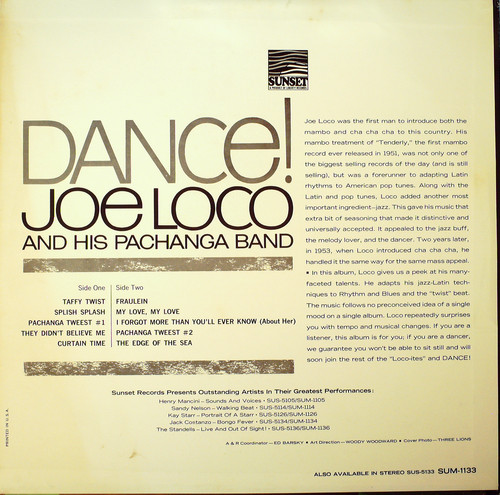 SUNSET
A PRODUCT OF LIBERTY RECORDS
DANCE!
JOE LOCO
AND HIS PACHANGA BAND
Side One
TAFFY TWIST
SPLISH SPLASH
PACHANGA TWEEST #1
THEY DIDN'T BELIEVE ME
CURTAIN TIME
Side Two
FRAULEIN
MY LOVE, MY LOVE
I FORGOT MORE THAN YOU'LL EVER KNOW (About Her)
PACHANGA TWEEST #2
THE EDGE OF THE SEA
Joe Loco was the first man to introduce both the
mambo and cha cha cha to this country. His
mambo treatment of "Tenderly," the first mambo
record ever released in 1951, was not only one of
the biggest selling records of the day (and is still
selling), but was a forerunner to adapting Latin
rhythms to American pop tunes. Along with the
Latin and pop tunes, Loco added another most
important ingredient—jazz. This gave his music that
extra bit of seasoning that made it distinctive and
universally accepted. It appealed to the jazz buff,
the melody lover, and the dancer. Two years later,
in 1953, when Loco introduced cha cha cha, he
handled it the same way for the same mass appeal.
• In this album, Loco gives us a peek at his many-
faceted talents. He adapts his jazz-Latin tech-
niques to Rhythm and Blues and the "twist" beat.
The music follows no preconceived idea of a single
mood on a single album. Loco repeatedly surprises
you with tempo and musical changes. If you are a
listener, this album is for you; if you are a dancer,
we guarantee you won't be able to sit still and will
soon join the rest of the "Loco-ites" and DANCE!
Sunset Records Presents Outstanding Artists in Their Greatest Performances:
Henry Mancini—Sounds And Voices • SUS-5105/SUM-1105
Sandy Nelson—Walking Beat • SUS-5114/SUM-1114
Kay Starr—Portrait Of A Starr • SUS-5126/SUM-1126
Jack Costanzo—Bongo Fever • SUS-5134/SUM-1134
The Standells—Live And Out Of Sight! • SUS-5136/SUM-1136
A & R Coordinator—ED BARSKY • Art Direction—WOODY WOODWARD • Cover Photo—THREE LIONS
PRINTED IN U.S.A.
ALSO AVAILABLE IN STEREO SUS-5133 SUM-1133